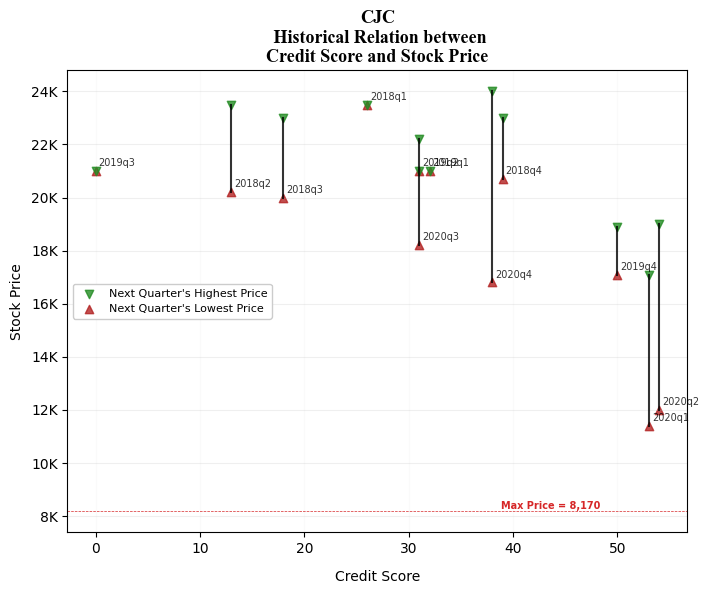 CJC
Historical Relation between
Credit Score and Stock Price
24K
22K
20K
18K
16K
14K
12K
10K
8K
Stock Price
2018q1
2019q3
2019q2
2019q1
2018q4
2018q2
2018q3
2020q3
2019q4
2020q4
Next Quarter's Highest Price
Next Quarter's Lowest Price
2020q2
2020q1
Max Price = 8,170
0 10 20 30 40 50
Credit Score